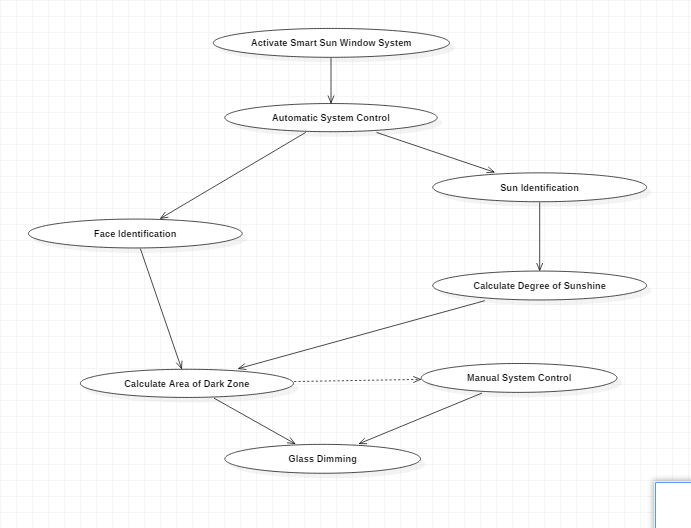 Activate Smart Sun Window System
Automatic System Control
Sun Identification
Face Identification
Calculate Degree of Sunshine
Calculate Area of Dark Zone
Manual System Control
Glass Dimming